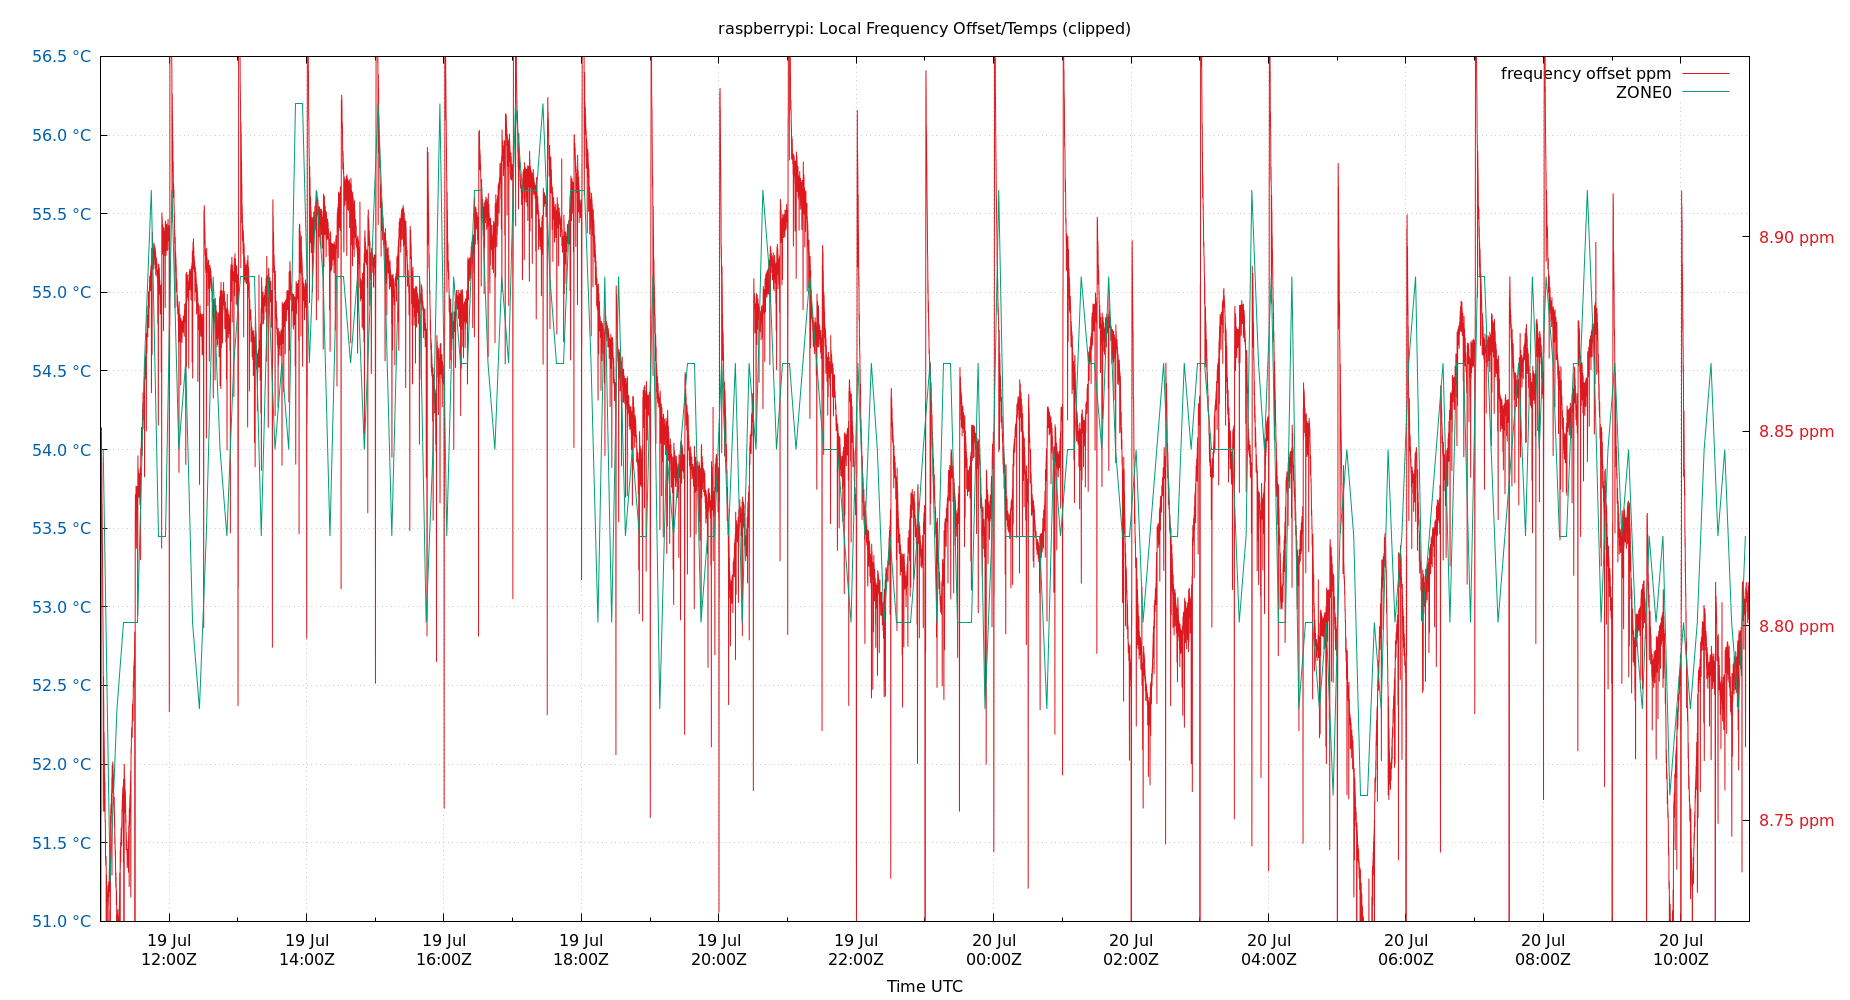 raspberrypi: Local Frequency Offset/Temps (clipped)
frequency offset ppm
ZONE0
56.5 °C
56.0 °C
55.5 °C
55.0 °C
54.5 °C
54.0 °C
53.5 °C
53.0 °C
52.5 °C
52.0 °C
51.5 °C
51.0 °C
8.90 ppm
8.85 ppm
8.80 ppm
8.75 ppm
19 Jul 19 Jul 19 Jul 19 Jul 19 Jul 19 Jul 20 Jul 20 Jul 20 Jul 20 Jul 20 Jul 20 Jul
12:00Z 14:00Z 16:00Z 18:00Z 20:00Z 22:00Z 00:00Z 02:00Z 04:00Z 06:00Z 08:00Z 10:00Z
Time UTC